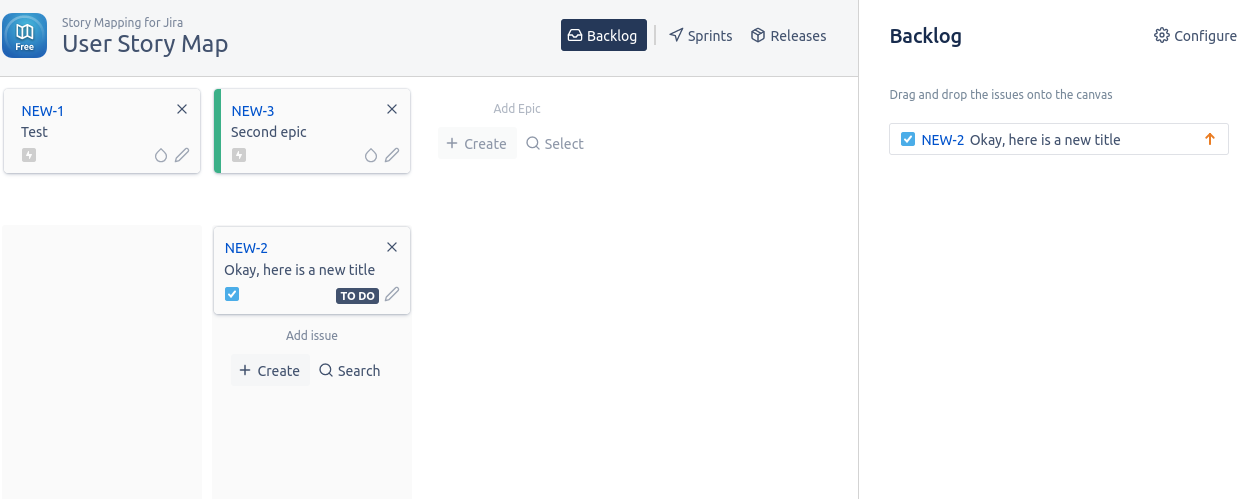 Story Mapping for Jira
Free
User Story Map
Backlog
Sprints
Releases
NEW-1
Test
NEW-3
Second epic
Add Epic
Create
Select
NEW-2
Okay, here is a new title
TO DO
Add issue
Create
Search
Backlog
Configure
Drag and drop the issues onto the canvas
NEW-2 Okay, here is a new title